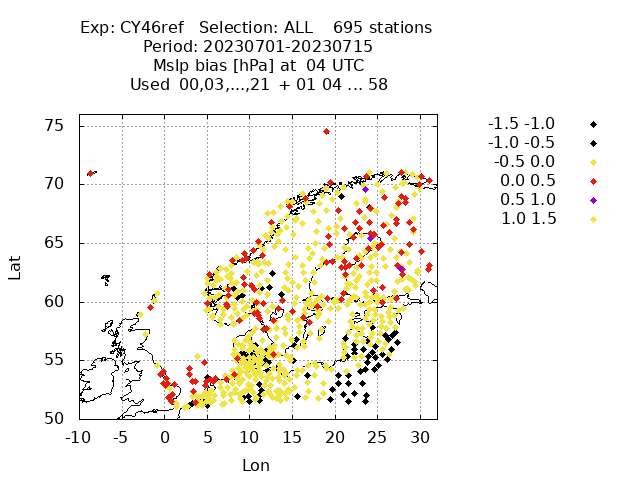 Exp: CY46ref Selection: ALL 695 stations
Period: 20230701-20230715
Mslp bias [hPa] at 04 UTC
Used 00,03,...,21 + 01 04 ... 58
75
70
65
60
55
50
-10 -5 0 5 10 15 20 25 30
Lat
Lon
-1.5 -1.0
-1.0 -0.5
-0.5 0.0
0.0 0.5
0.5 1.0
1.0 1.5